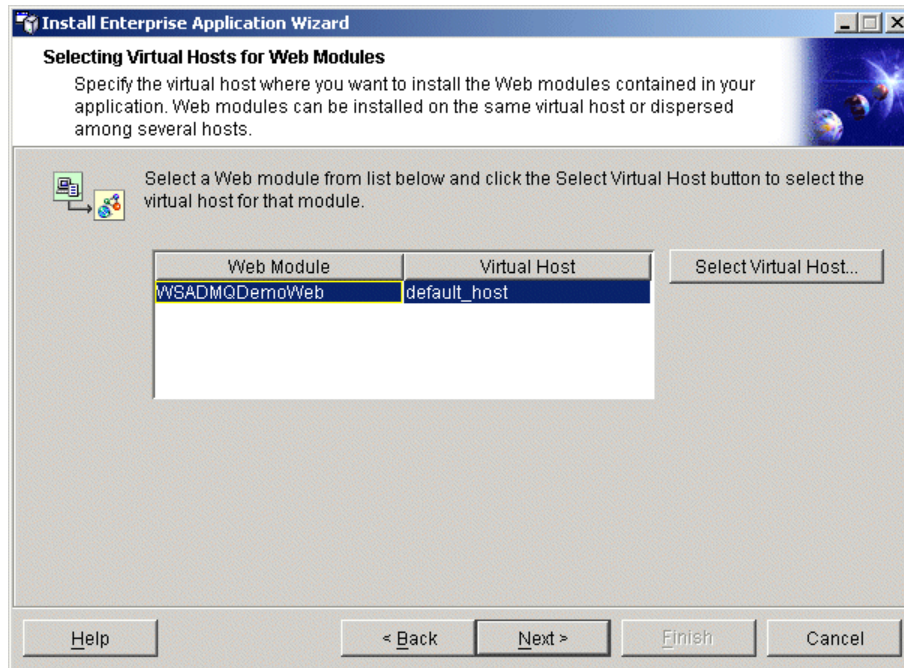 Install Enterprise Application Wizard
Selecting Virtual Hosts for Web Modules
Specify the virtual host where you want to install the Web modules contained in your
application. Web modules can be installed on the same virtual host or dispersed
among several hosts.
Select a Web module from list below and click the Select Virtual Host button to select the
virtual host for that module.
Web Module Virtual Host Select Virtual Host...
WSADMQDemoWeb default_host
Help < Back Next > Finish Cancel